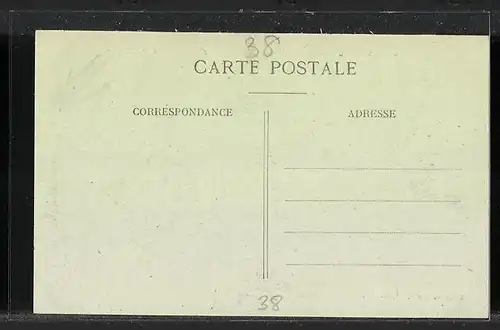 38
CARTE POSTALE
CORRESPONDANCE
ADRESSE
38